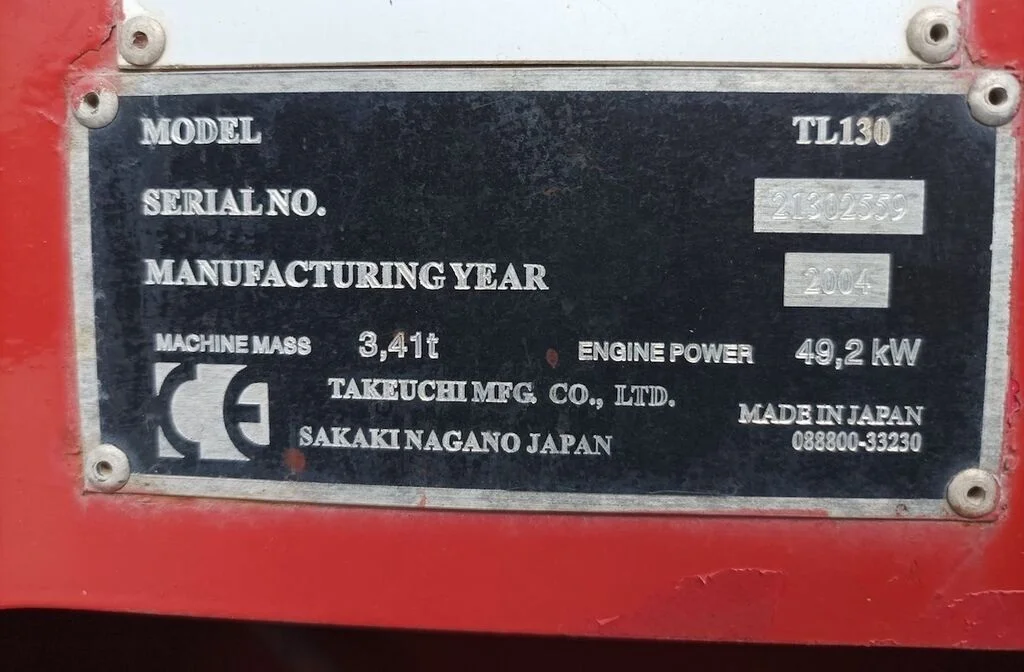 MODEL TL130
SERIAL NO. 21302559
MANUFACTURING YEAR 2004
MACHINE MASS 3,41t ENGINE POWER 49,2 kW
CE TAKEUCHI MFG. CO., LTD.
MADE IN JAPAN
SAKAKI NAGANO JAPAN 088800-33230